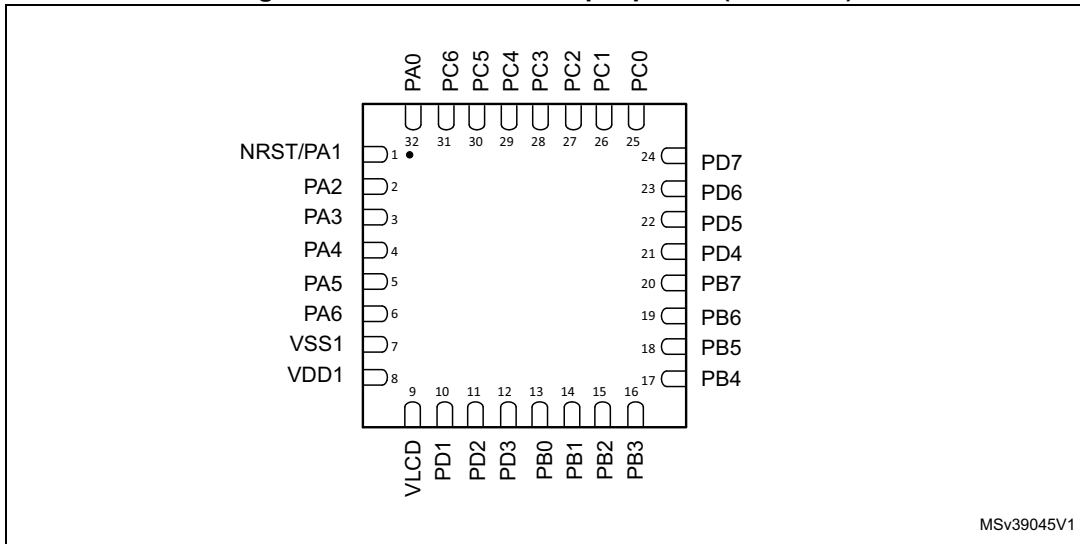 PA0
PC6
PC5
PC4
PC3
PC2
PC1
PC0
32
31
30
29
28
27
26
25
NRST/PA1 1
PA2 2
PA3 3
PA4 4
PA5 5
PA6 6
VSS1 7
VDD1 8
24 PD7
23 PD6
22 PD5
21 PD4
20 PB7
19 PB6
18 PB5
17 PB4
9
10
11
12
13
14
15
16
VLCD
PD1
PD2
PD3
PB0
PB1
PB2
PB3
MSv39045V1